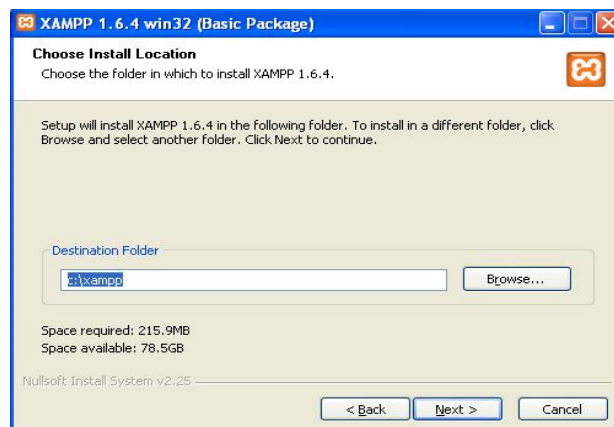 XAMPP 1.6.4 win32 (Basic Package)
Choose Install Location
Choose the folder in which to install XAMPP 1.6.4.
Setup will install XAMPP 1.6.4 in the following folder. To install in a different folder, click
Browse and select another folder. Click Next to continue.
Destination Folder
c:\xampp
Browse...
Space required: 215.9MB
Space available: 78.5GB
Nullsoft Install System v2.25
< Back
Next >
Cancel